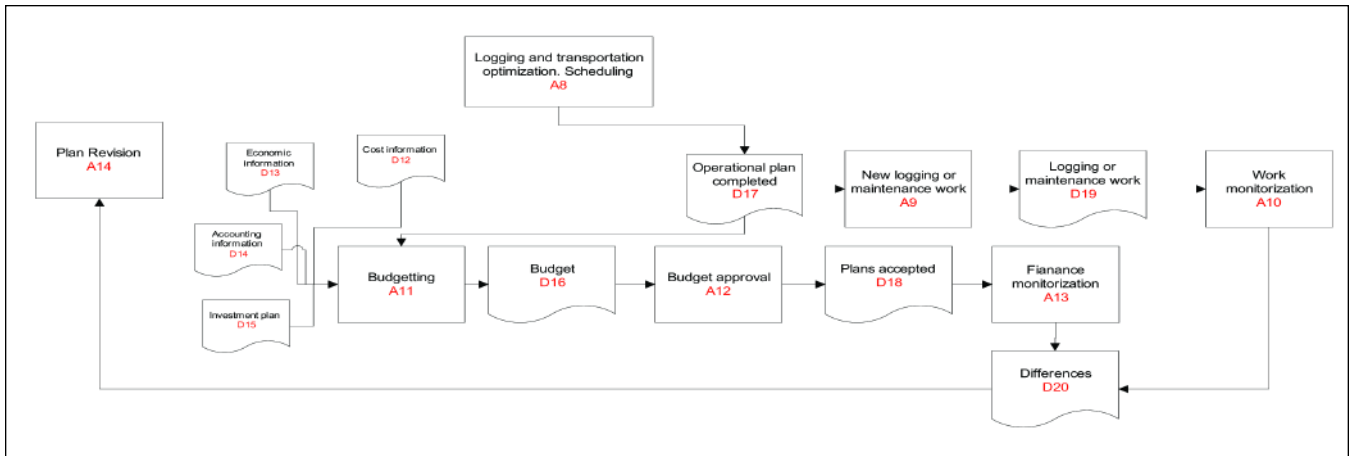 Logging and transportation
optimization. Scheduling
A8
Plan Revision
A14
Economic
information
D13
Cost information
D12
Operational plan
completed
D17
New logging or
maintenance work
A9
Logging or
maintenance work
D19
Work
monitorization
A10
Accounting
information
D14
Budgetting
A11
Budget
D16
Budget approval
A12
Plans accepted
D18
Fianance
monitorization
A13
Investment plan
D15
Differences
D20